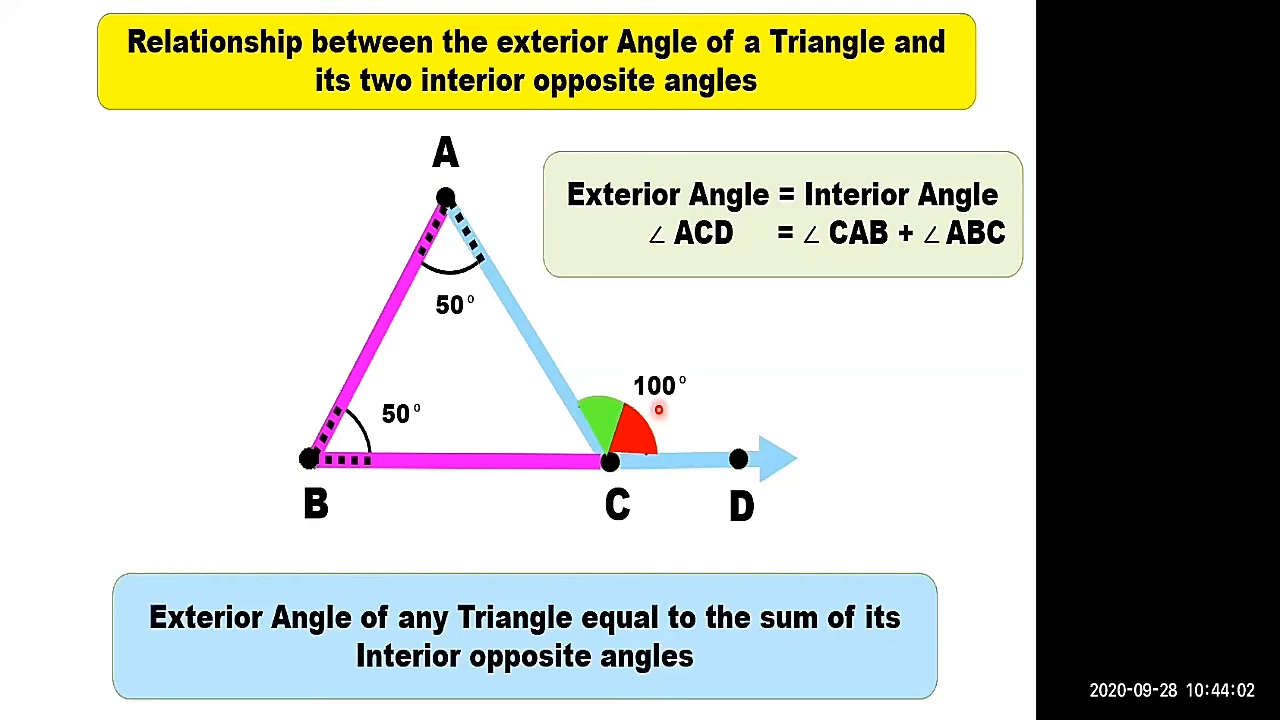 Relationship between the exterior Angle of a Triangle and
its two interior opposite angles
A
Exterior Angle = Interior Angle
∠ ACD = ∠ CAB + ∠ ABC
50°
100°
50°
B
C
D
Exterior Angle of any Triangle equal to the sum of its
Interior opposite angles
2020-09-28 10:44:02